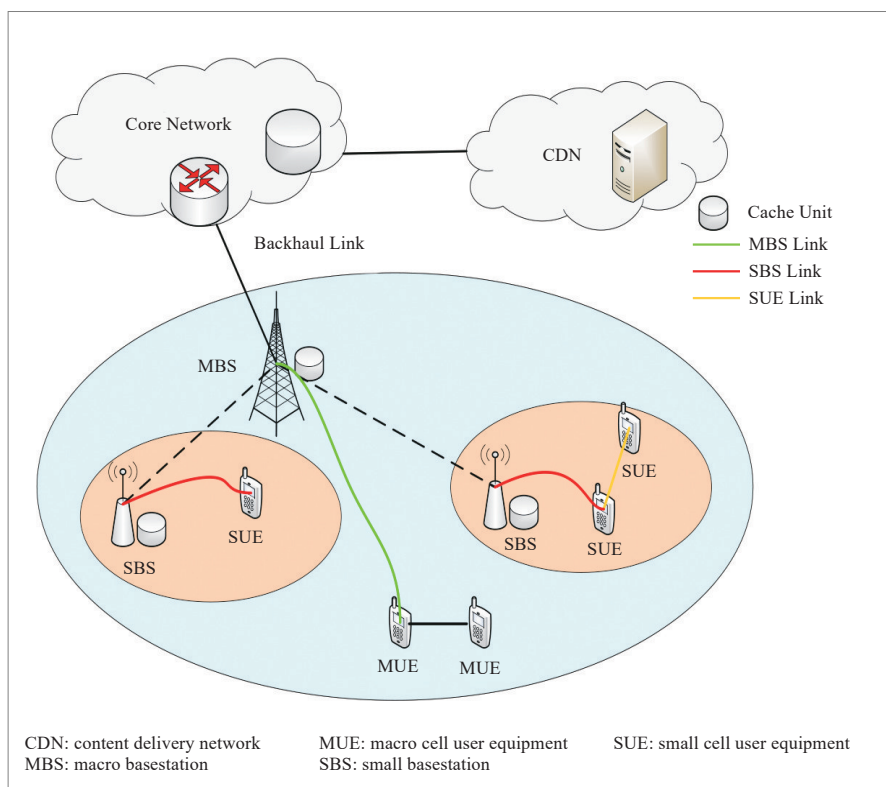 Core Network
CDN
Cache Unit
Backhaul Link
MBS Link
SBS Link
SUE Link
MBS
SUE
SUE
SBS
SBS
SUE
MUE
MUE
CDN: content delivery network
MUE: macro cell user equipment
SUE: small cell user equipment
MBS: macro basestation
SBS: small basestation